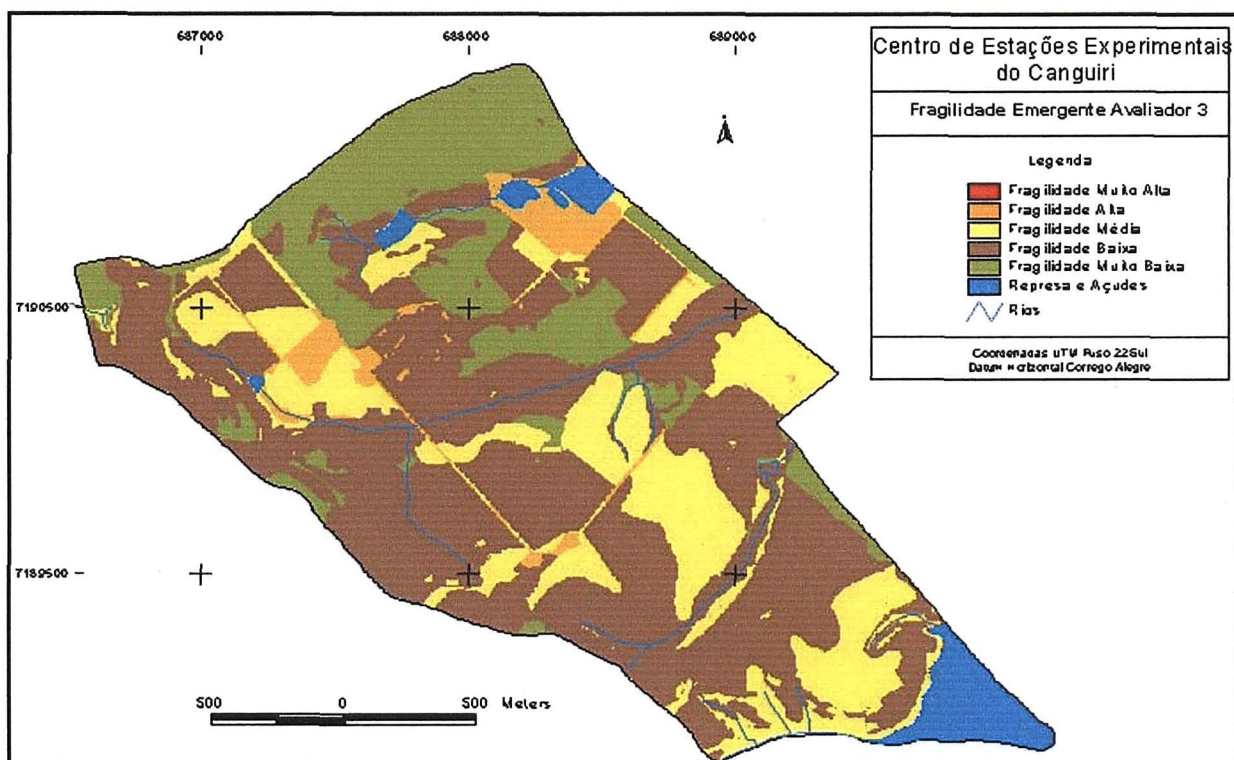 687000
688000
689000
7190500
7189500
Centro de Estações Experimentais
do Canguiri
Fragilidade Emergente Avaliador 3
Legenda
Fragilidade Muito Alta
Fragilidade Alta
Fragilidade Média
Fragilidade Baixa
Fragilidade Muito Baixa
Represa e Açudes
Rios
Coordenadas UTM Fuso 22Sul
Datum Horizontal Corrego Alegre
500 0 500 Meters